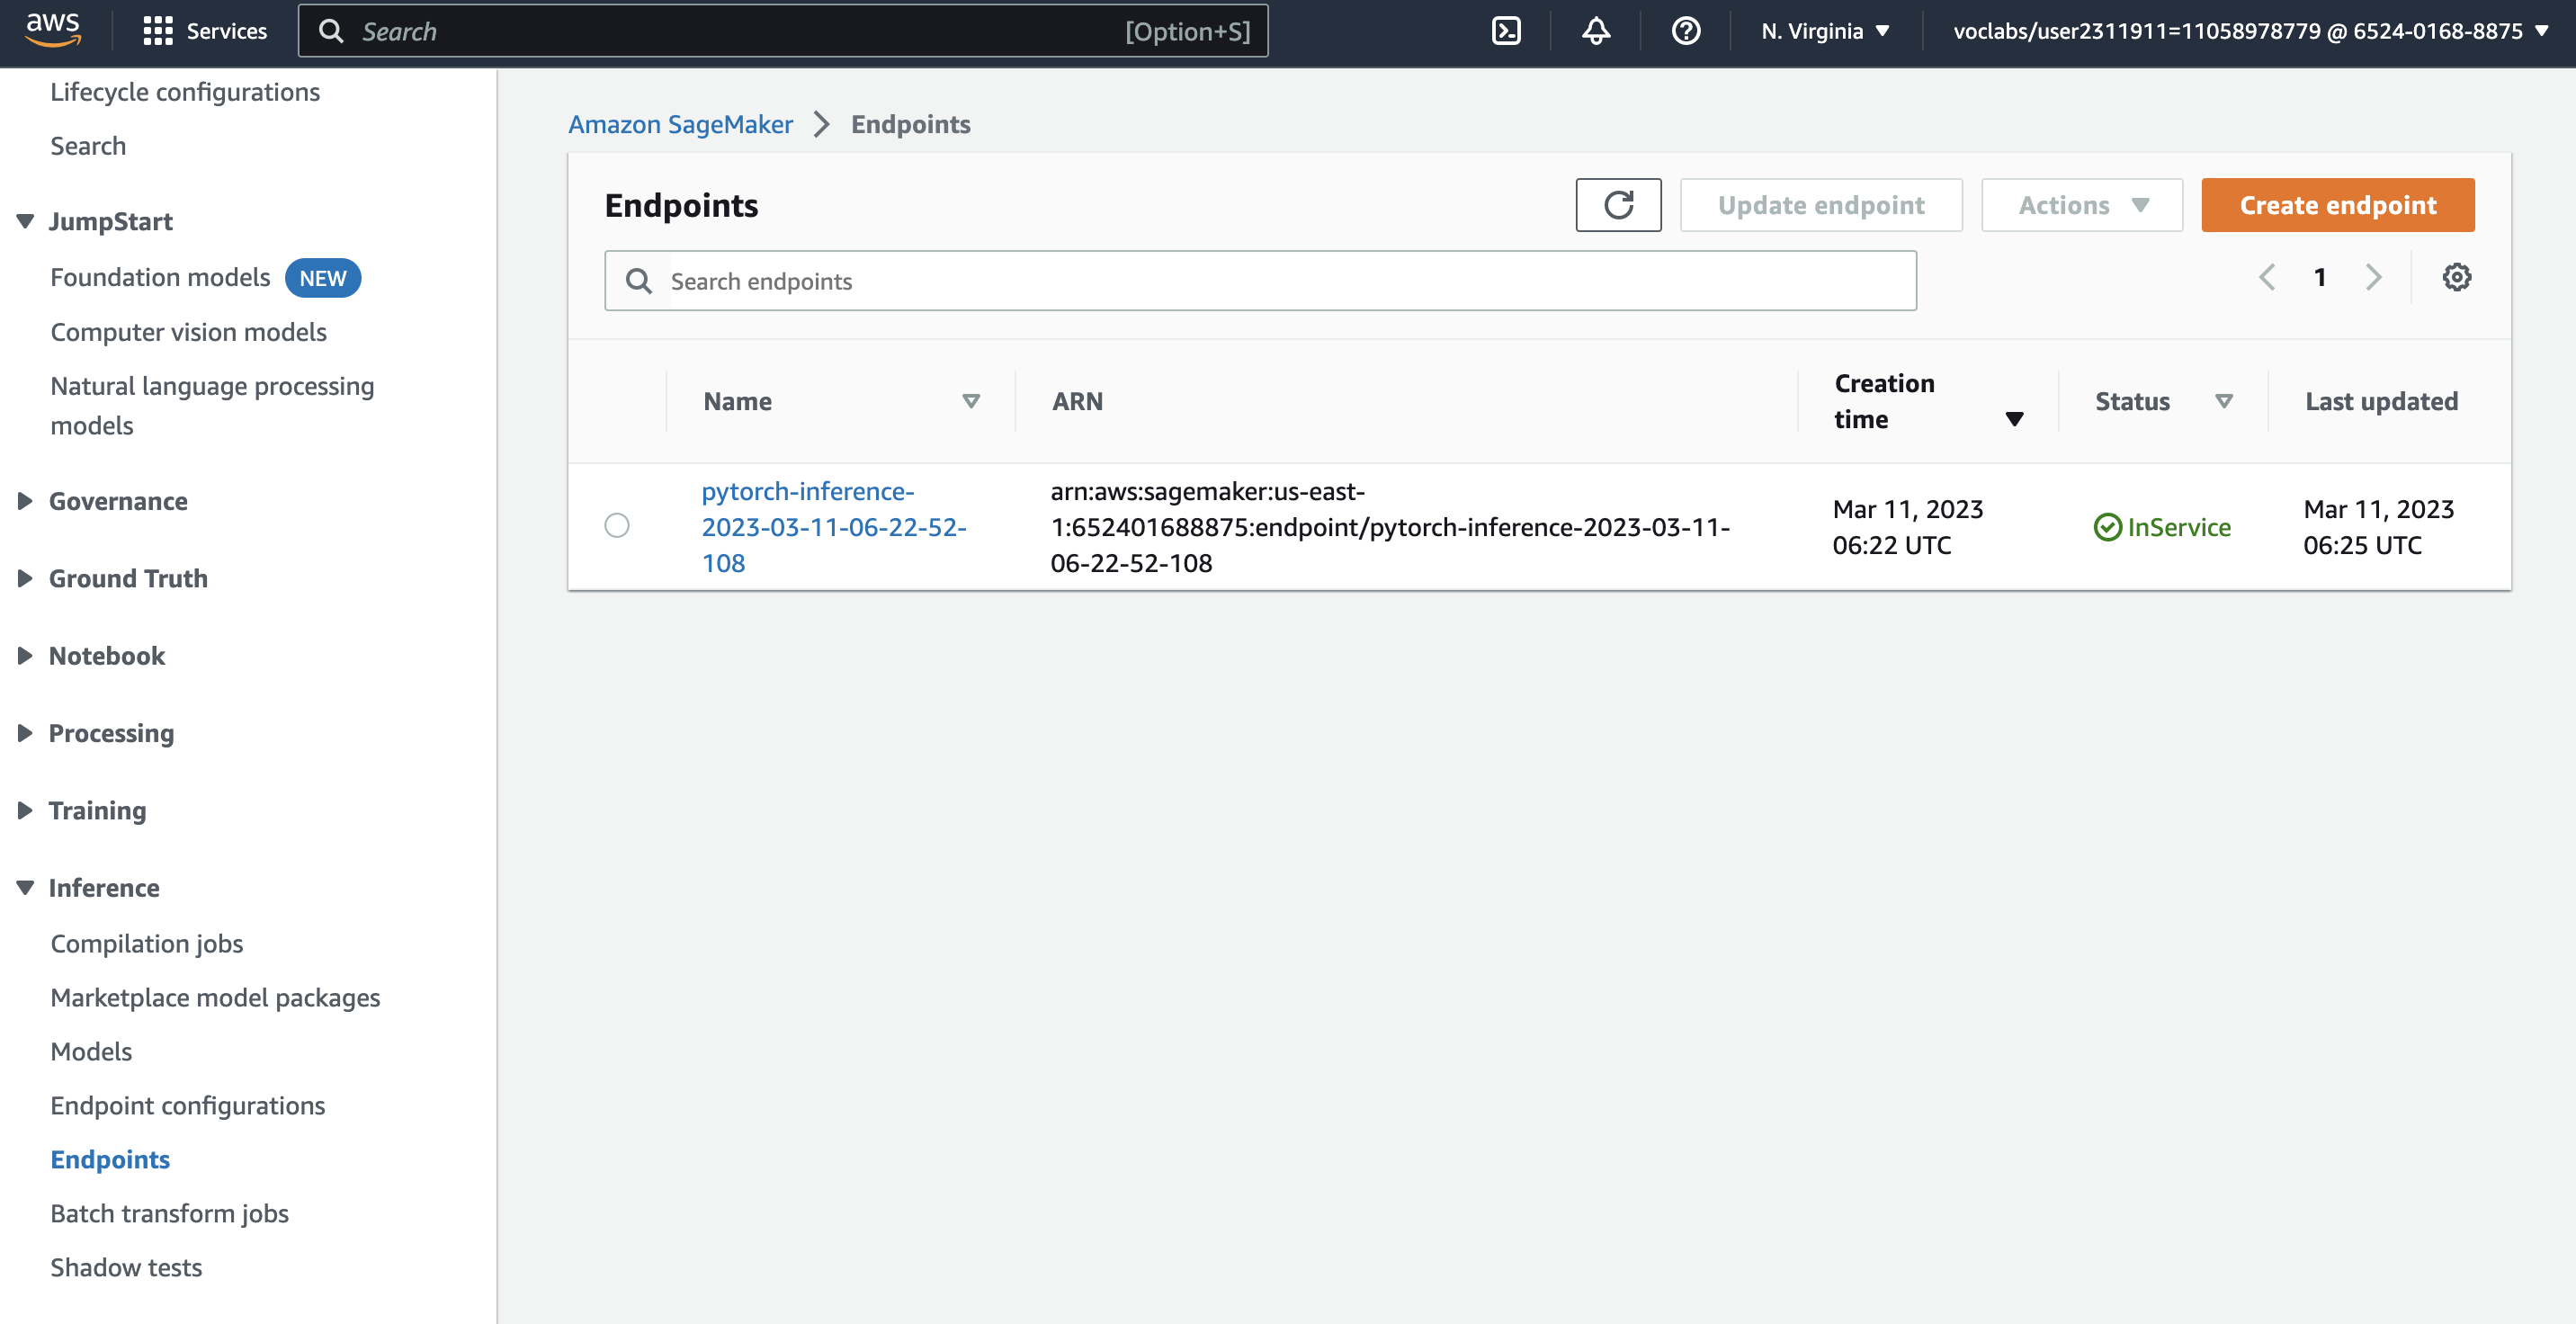 aws
Services
Search
[Option+S]
N. Virginia
voclabs/user2311911=11058978779 @ 6524-0168-8875
Lifecycle configurations
Search
JumpStart
Foundation models NEW
Computer vision models
Natural language processing
models
Governance
Ground Truth
Notebook
Processing
Training
Inference
Compilation jobs
Marketplace model packages
Models
Endpoint configurations
Endpoints
Batch transform jobs
Shadow tests
Amazon SageMaker > Endpoints
Endpoints
Update endpoint
Actions
Create endpoint
Search endpoints
1
Name
ARN
Creation
time
Status
Last updated
pytorch-inference-
2023-03-11-06-22-52-
108
arn:aws:sagemaker:us-east-
1:652401688875:endpoint/pytorch-inference-2023-03-11-
06-22-52-108
Mar 11, 2023
06:22 UTC
InService
Mar 11, 2023
06:25 UTC